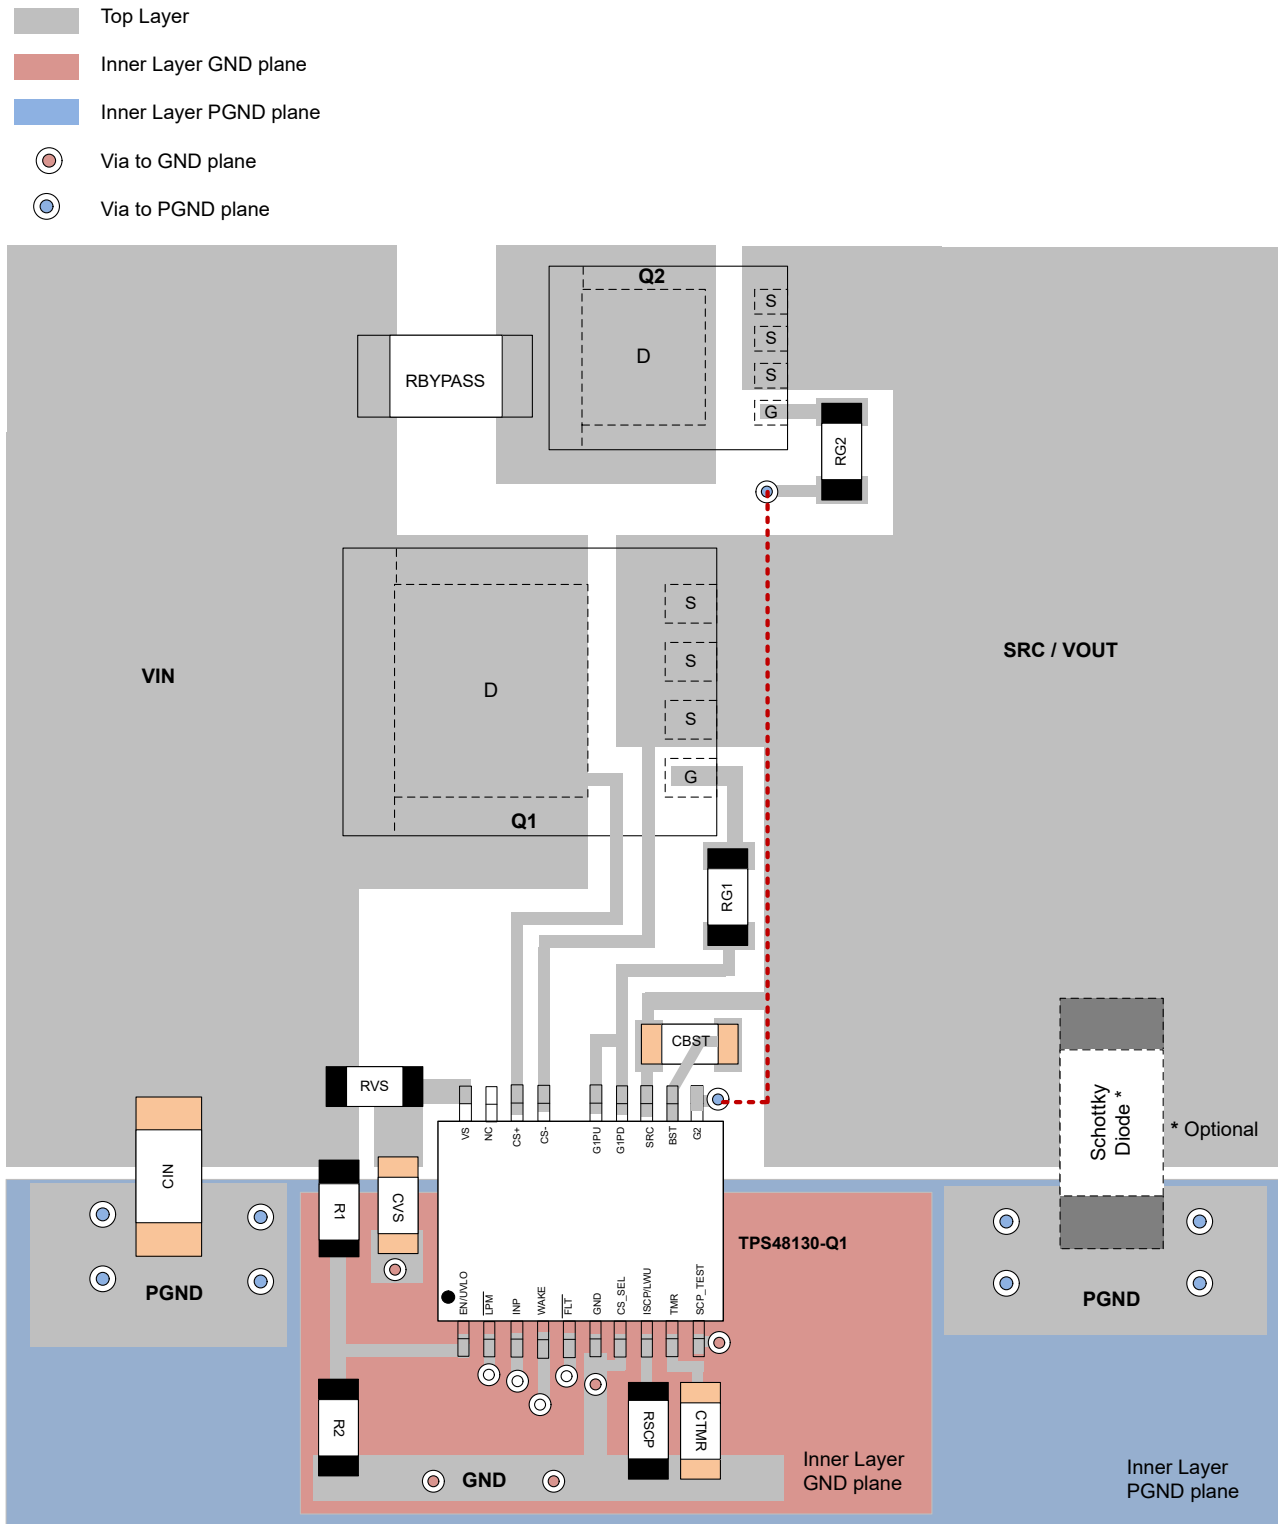 Top Layer
Inner Layer GND plane
Inner Layer PGND plane
Via to GND plane
Via to PGND plane
Q2
S
S
D
S
RBYPASS
G
RG2
S
S
SRC / VOUT
VIN
D
S
G
Q1
RG1
CBST
RVS
VS
NC
CS+
CS-
G1PU
G1PD
SRC
BST
G2
Schottky
Diode *
* Optional
CIN
R1
CVS
TPS48130-Q1
PGND
PGND
EN/UVLO
LPM
INP
WAKE
FLT
GND
CS_SEL
ISCP/LWU
TMR
SCP_TEST
R2
RSCP
CTMR
GND
Inner Layer
GND plane
Inner Layer
PGND plane